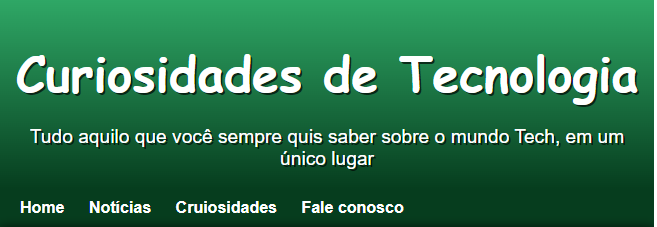 Curiosidades de Tecnologia
Tudo aquilo que você sempre quis saber sobre o mundo Tech, em um
único lugar
Home Notícias Cruiosidades Fale conosco